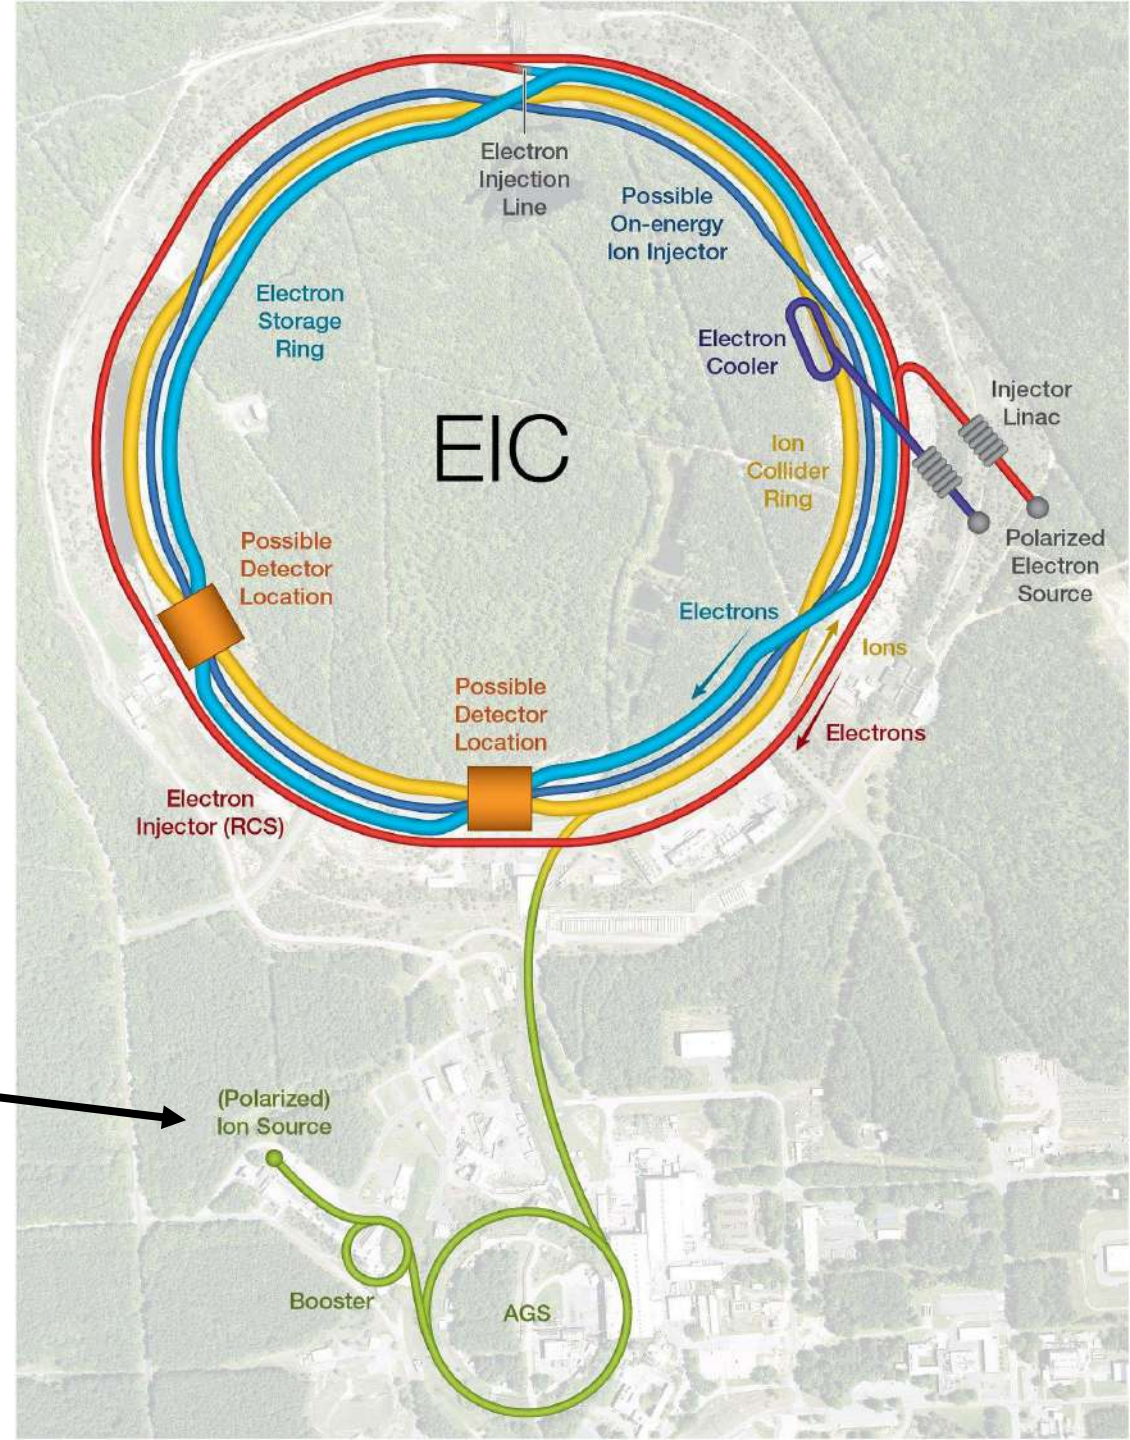 Electron
Injection
Line
Possible
On-energy
Ion Injector
Electron
Storage
Ring
Electron
Cooler
Injector
Linac
EIC
Ion
Collider
Ring
Possible
Detector
Location
Polarized
Electron
Source
Electrons
Ions
Possible
Detector
Location
Electrons
Electron
Injector (RCS)
(Polarized)
Ion Source
Booster
AGS